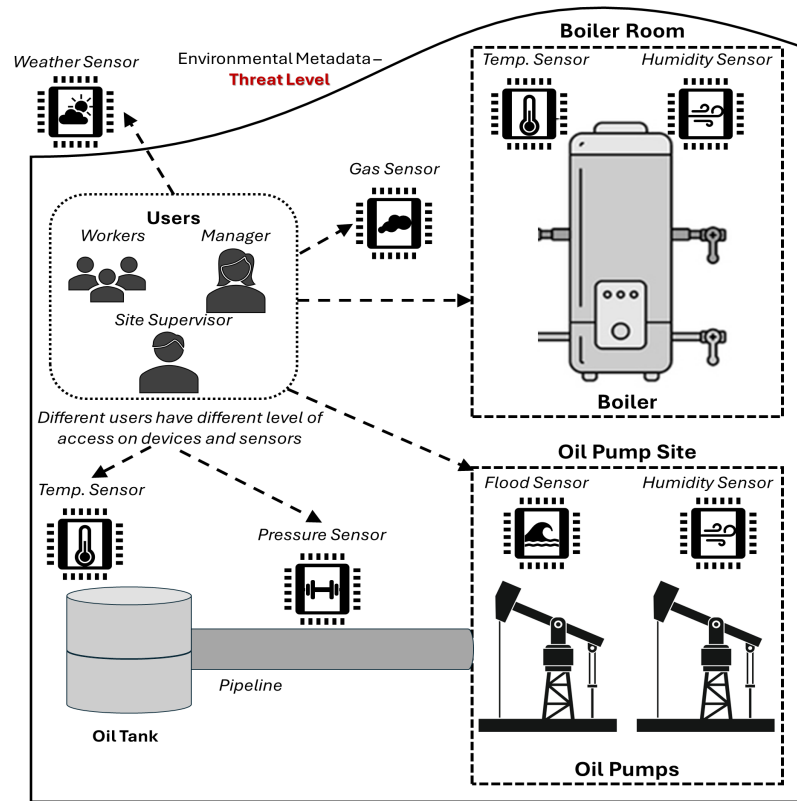 Boiler Room
Weather Sensor
Environmental Metadata–
Threat Level
Temp. Sensor
Humidity Sensor
Gas Sensor
Users
Workers
Manager
Site Supervisor
Boiler
Different users have different level of
access on devices and sensors
Oil Pump Site
Temp. Sensor
Flood Sensor
Humidity Sensor
Pressure Sensor
Pipeline
Oil Tank
Oil Pumps